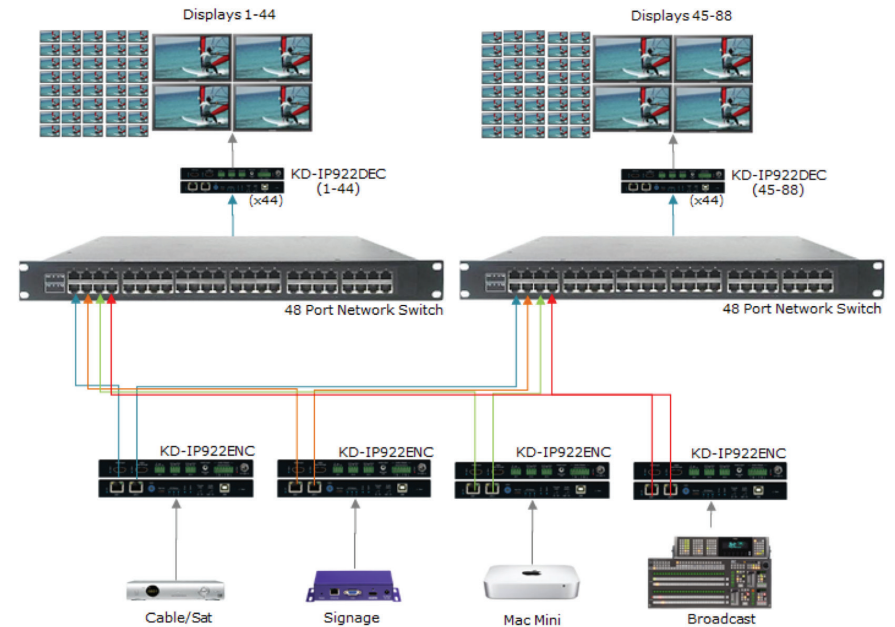 Displays 1-44
Displays 45-88
KD-IP922DEC
(1-44)
(x44)
KD-IP922DEC
(45-88)
(x44)
48 Port Network Switch
48 Port Network Switch
KD-IP922ENC
KD-IP922ENC
KD-IP922ENC
KD-IP922ENC
Cable/Sat
Signage
Mac Mini
Broadcast